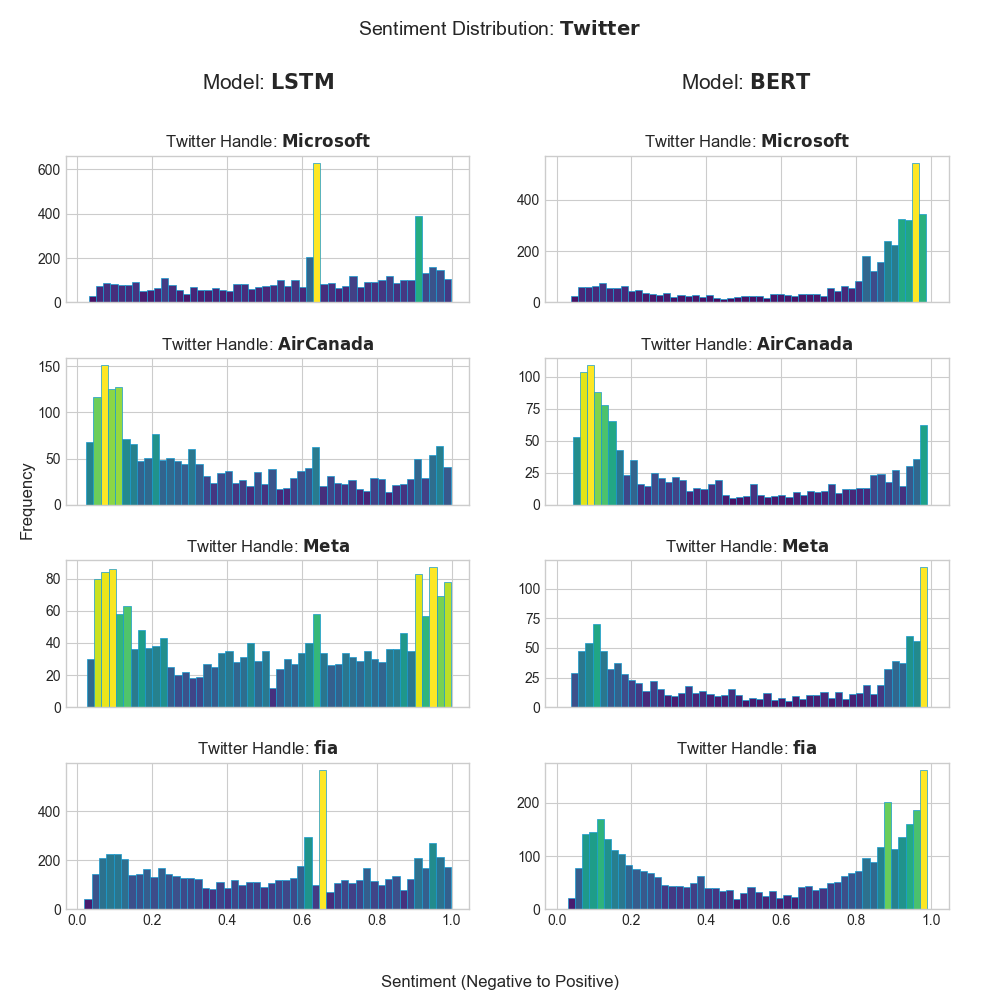 Sentiment Distribution: Twitter
Model: LSTM
Model: BERT
Twitter Handle: Microsoft
600
400
200
0
Twitter Handle: Microsoft
400
200
0
Twitter Handle: AirCanada
150
100
50
0
Twitter Handle: AirCanada
100
75
50
25
0
Twitter Handle: Meta
80
60
40
20
0
Twitter Handle: Meta
100
75
50
25
0
Twitter Handle: fia
400
200
0
0.0 0.2 0.4 0.6 0.8 1.0
Twitter Handle: fia
200
100
0
0.0 0.2 0.4 0.6 0.8 1.0
Frequency
Sentiment (Negative to Positive)